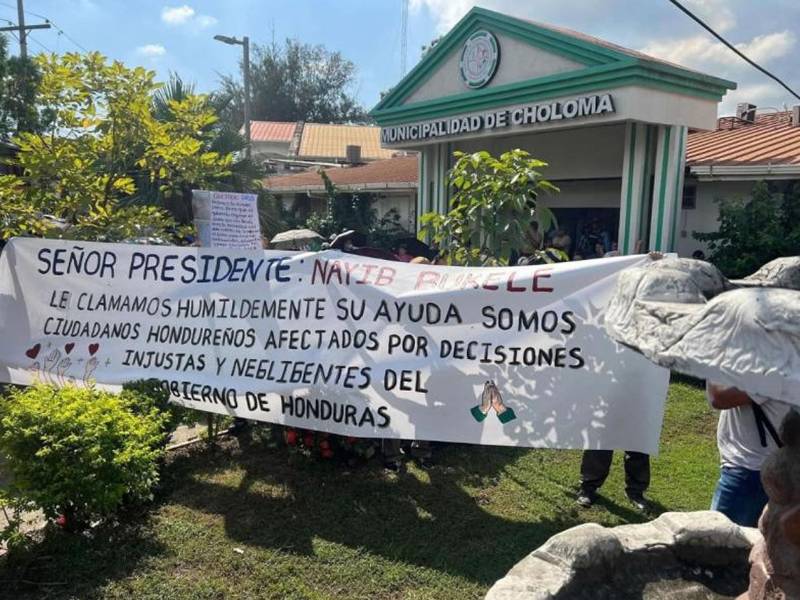 MUNICIPALIDAD DE CHOLOMA
SEÑOR PRESIDENTE: NAYIB BUKELE
LE CLAMAMOS HUMILDEMENTE SU AYUDA SOMOS
CIUDADANOS HONDUREÑOS AFECTADOS POR DECISIONES
INJUSTAS Y NEGLIGENTES DEL
GOBIERNO DE HONDURAS